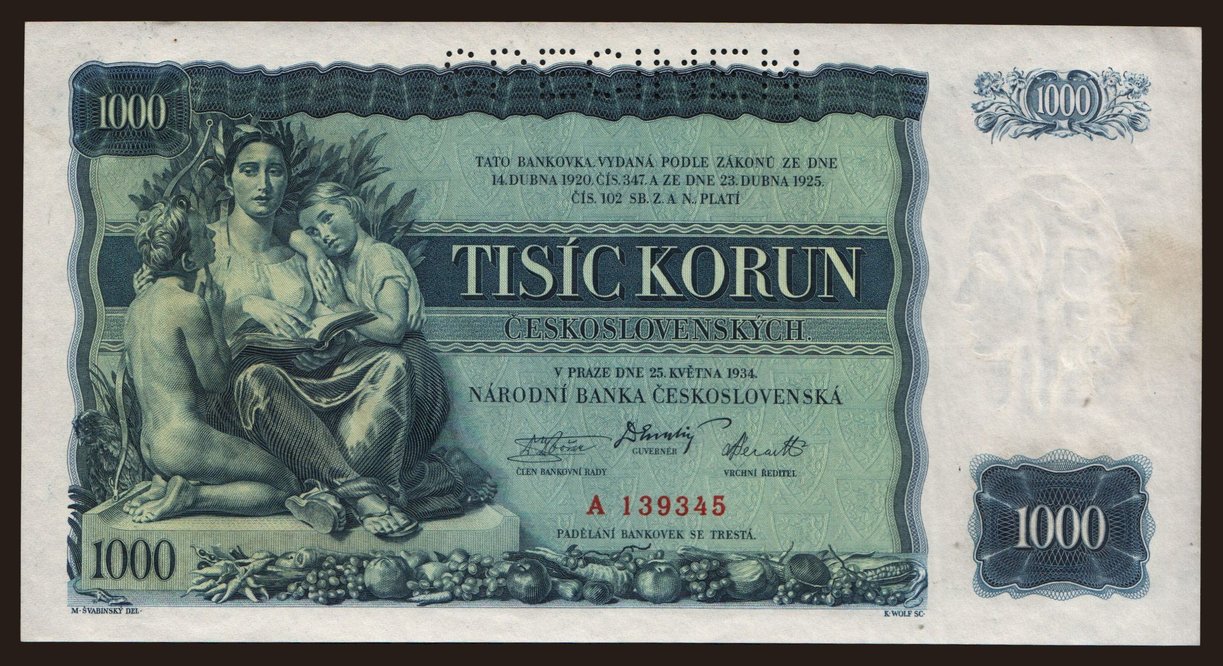 1000
1000
TATO BANKOVKA, VYDANÁ PODLE ZÁKONŮ ZE DNE
14. DUBNA 1920, ČÍS. 347, A ZE DNE 23. DUBNA 1925,
ČÍS. 102 SB. Z. A N. PLATÍ
TISÍC KORUN
ČESKOSLOVENSKÝCH.
V PRAZE DNE 25. KVĚTNA 1934.
NÁRODNÍ BANKA ČESKOSLOVENSKÁ
ČLEN BANKOVNÍ RADY
GUVERNÉR
VRCHNÍ ŘEDITEL
A 139345
PADĚLÁNÍ BANKOVEK SE TRESTÁ.
1000
1000
M. ŠVABINSKÝ DEL.
K. WOLF SC.